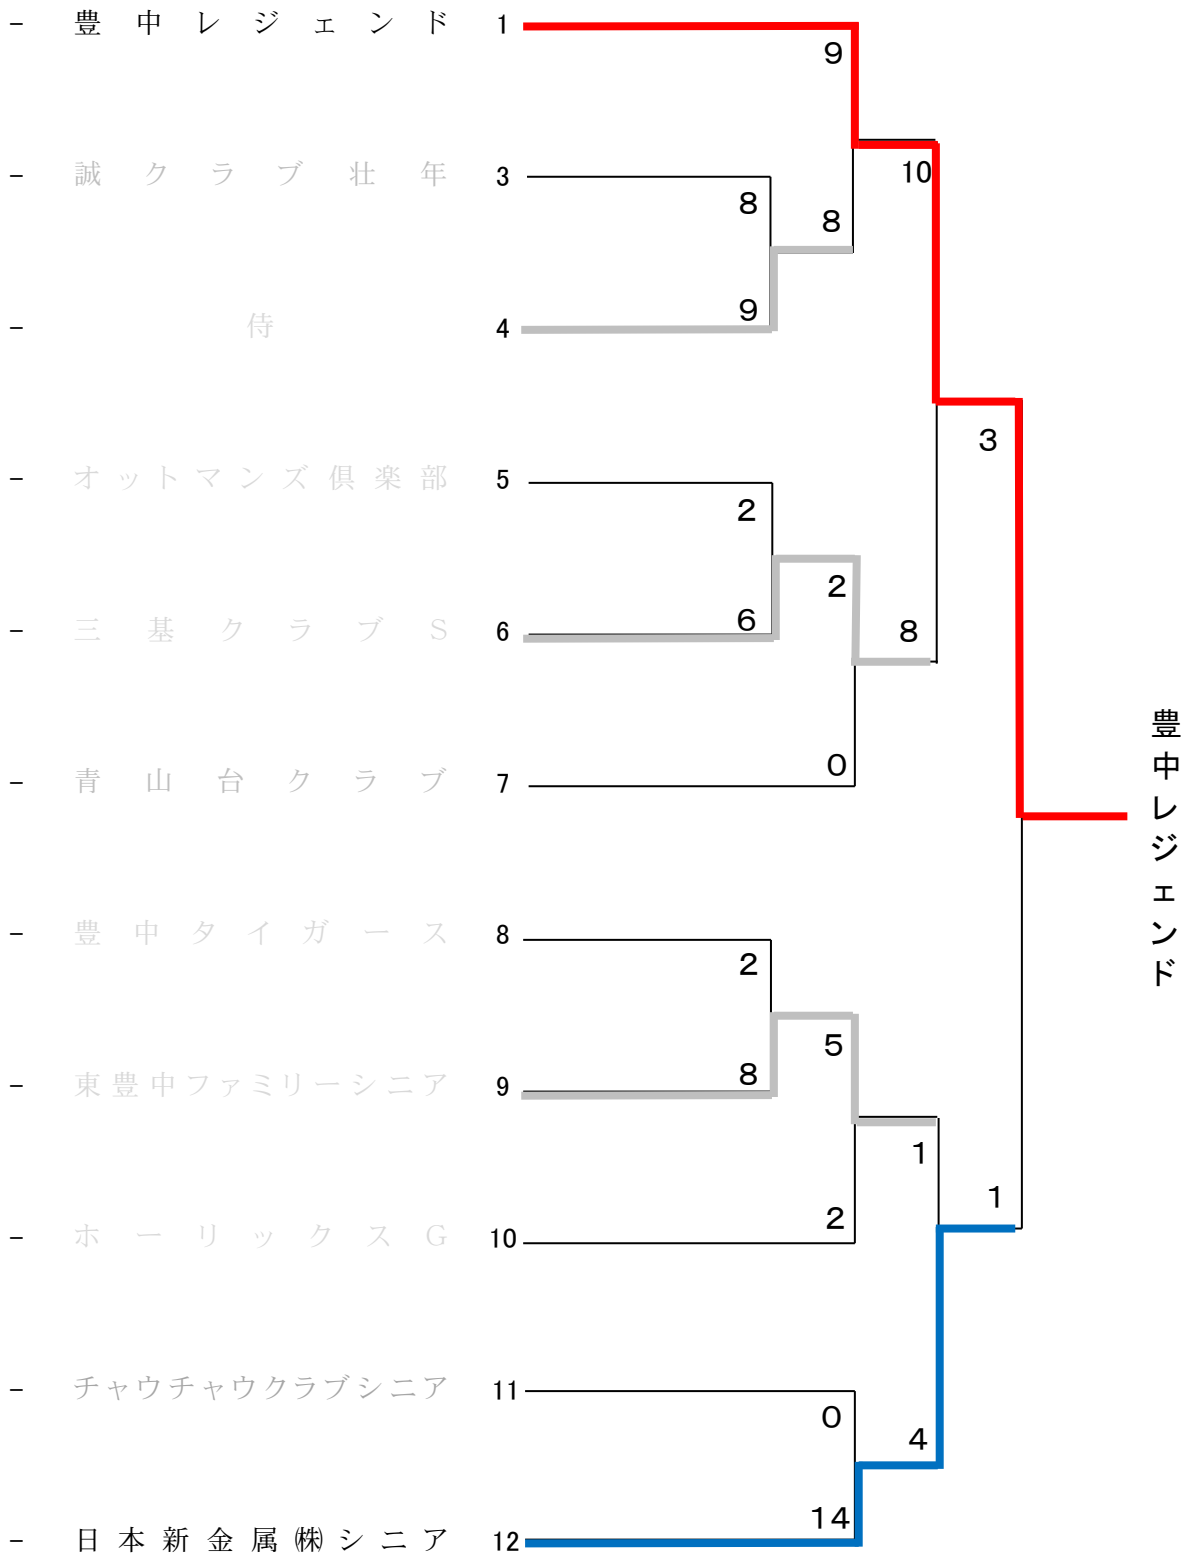 - 豊中レジェンド 1
9
10
- 誠クラブ壮年 3
8
8
9
- 侍 4
3
- オットマンズ倶楽部 5
2
2
6
8
- 三基クラブS 6
0
- 青山台クラブ 7
豊中レジェンド
- 豊中タイガース 8
2
5
8
- 東豊中ファミリーシニア 9
1
1
2
- ホーリックスG 10
- チャウチャウクラブシニア 11
0
4
14
- 日本新金属㈱シニア 12